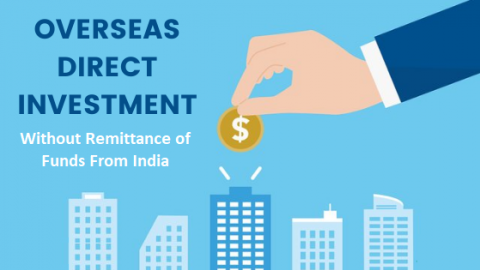 OVERSEAS
DIRECT
INVESTMENT
Without Remittance of
Funds From India
$